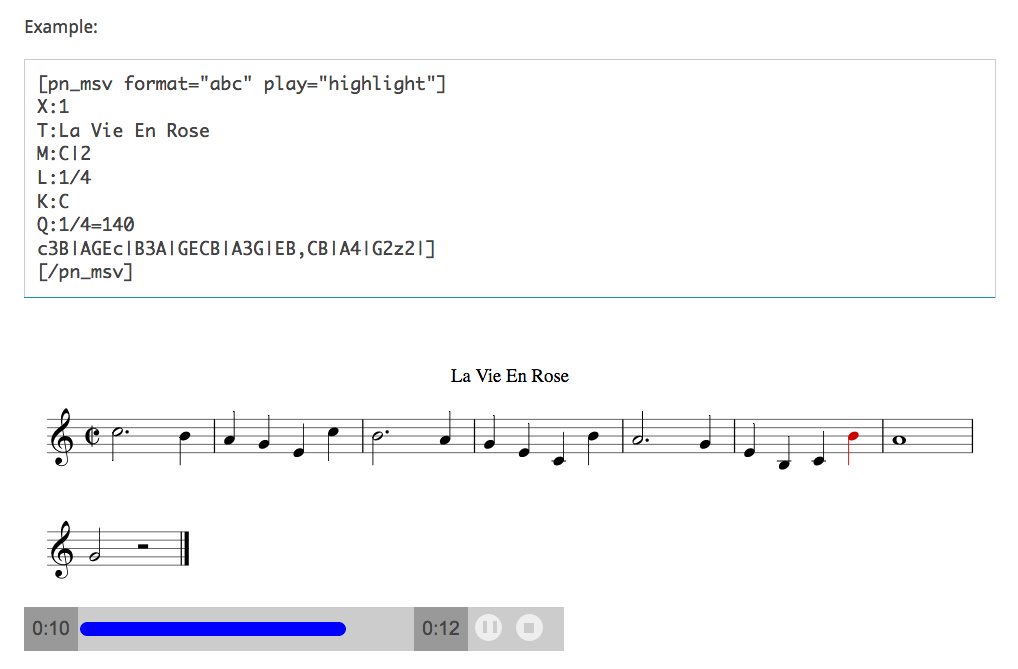 Example:
[pn_msv format="abc" play="highlight"]
X:1
T:La Vie En Rose
M:C|2
L:1/4
K:C
Q:1/4=140
c3B|AGEc|B3A|GECB|A3G|EB,CB|A4|G2z2|]
[/pn_msv]
La Vie En Rose
0:10 0:12